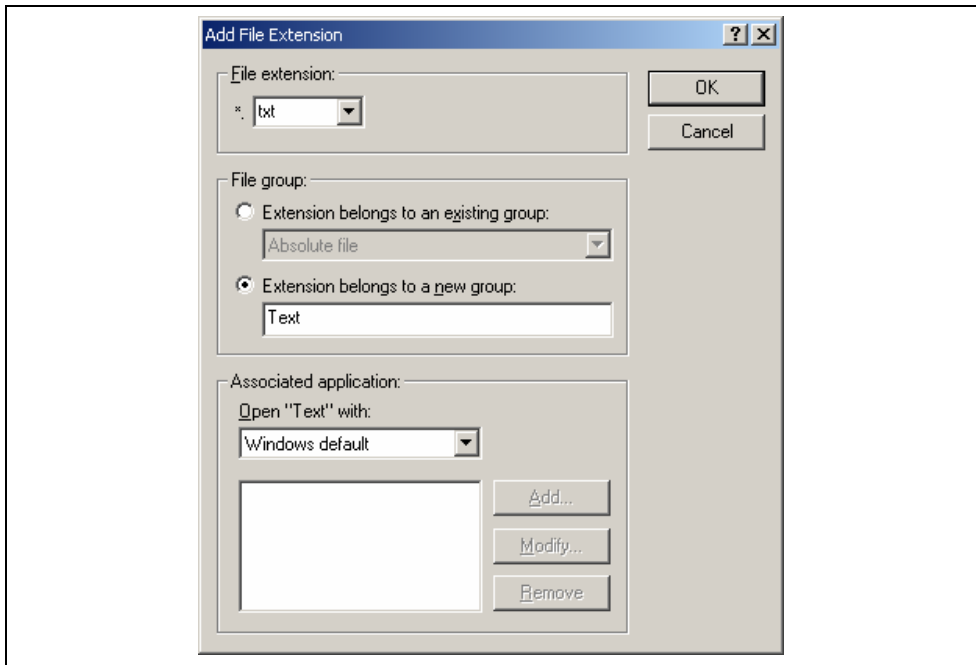 Add File Extension
File extension:
*. txt
OK
Cancel
File group:
Extension belongs to an existing group:
Absolute file
Extension belongs to a new group:
Text
Associated application:
Open "Text" with:
Windows default
Add...
Modify...
Remove